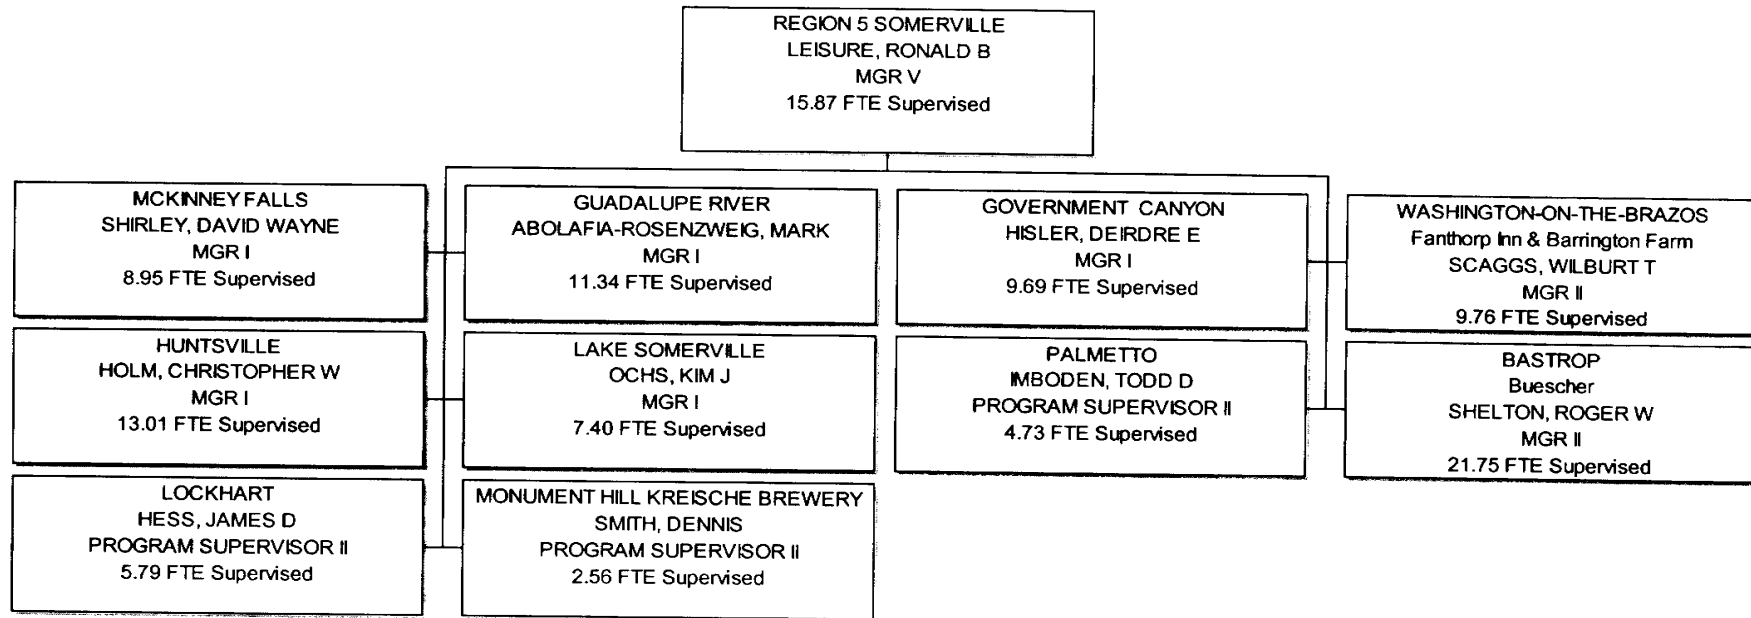 REGION 5 SOMERVILLE
LEISURE, RONALD B
MGR V
15.87 FTE Supervised
MCKINNEY FALLS
SHIRLEY, DAVID WAYNE
MGR I
8.95 FTE Supervised
GUADALUPE RIVER
ABOLAFIA-ROSENZWEIG, MARK
MGR I
11.34 FTE Supervised
GOVERNMENT CANYON
HISLER, DEIRDRE E
MGR I
9.69 FTE Supervised
WASHINGTON-ON-THE-BRAZOS
Fanthorp Inn & Barrington Farm
SCAGGS, WILBURT T
MGR II
9.76 FTE Supervised
HUNTSVILLE
HOLM, CHRISTOPHER W
MGR I
13.01 FTE Supervised
LAKE SOMERVILLE
OCHS, KIM J
MGR I
7.40 FTE Supervised
PALMETTO
IMBODEN, TODD D
PROGRAM SUPERVISOR II
4.73 FTE Supervised
BASTROP
Buescher
SHELTON, ROGER W
MGR II
21.75 FTE Supervised
LOCKHART
HESS, JAMES D
PROGRAM SUPERVISOR II
5.79 FTE Supervised
MONUMENT HILL KREISCHE BREWERY
SMITH, DENNIS
PROGRAM SUPERVISOR II
2.56 FTE Supervised